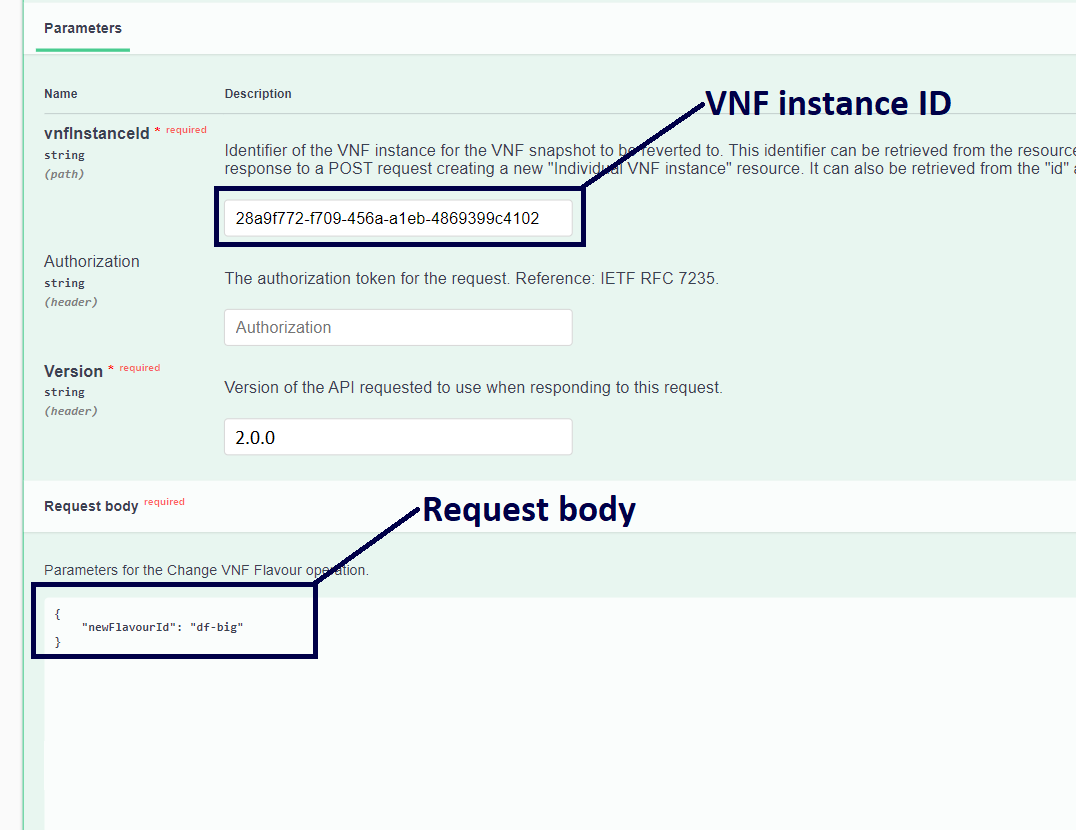 Parameters
Name Description
VNF instance ID
vnfInstanceId * required
string
(path)
Identifier of the VNF instance for the VNF snapshot to be reverted to. This identifier can be retrieved from the resource
response to a POST request creating a new "Individual VNF instance" resource. It can also be retrieved from the "id" a
28a9f772-f709-456a-a1eb-4869399c4102
Authorization
string
(header)
The authorization token for the request. Reference: IETF RFC 7235.
Authorization
Version * required
string
(header)
Version of the API requested to use when responding to this request.
2.0.0
Request body required
Request body
Parameters for the Change VNF Flavour operation.
{
"newFlavourId": "df-big"
}